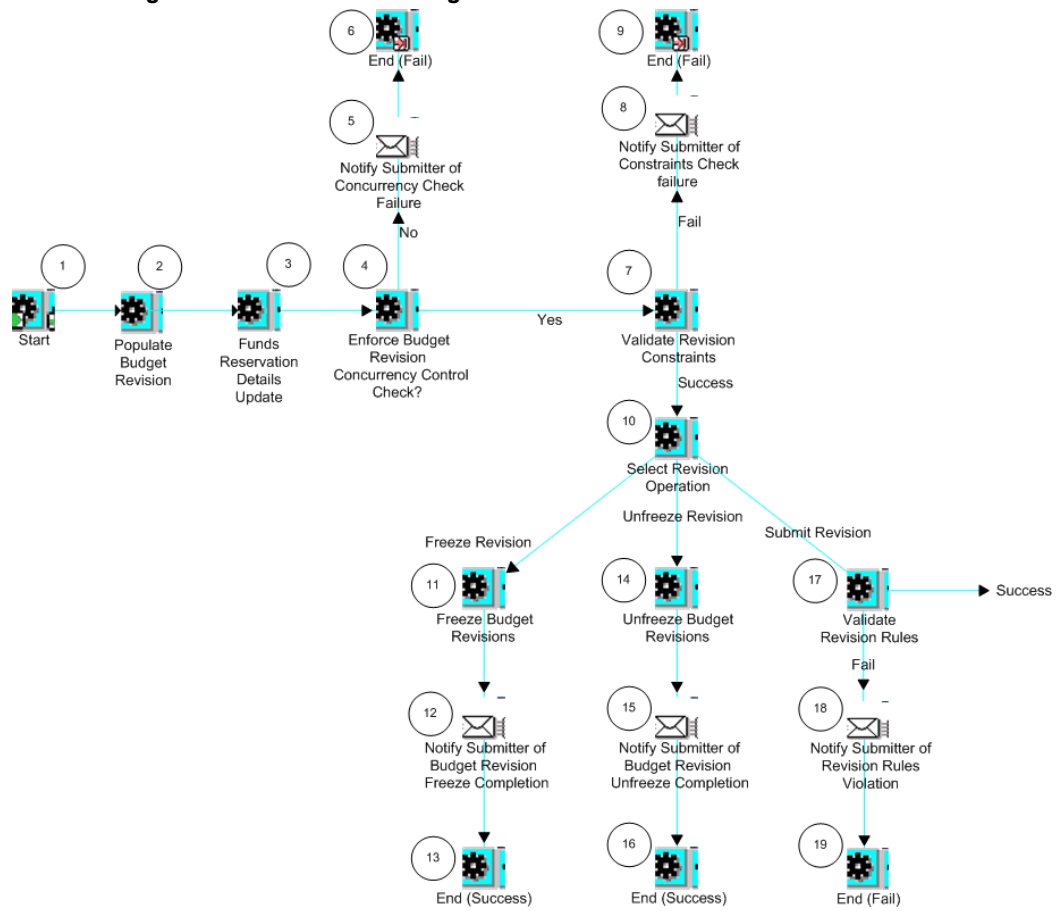 6
End (Fail)
9
End (Fail)
5
Notify Submitter of
Concurrency Check
Failure
8
Notify Submitter of
Constraints Check
failure
No
Fail
1
Start
2
Populate
Budget
Revision
3
Funds
Reservation
Details
Update
4
Enforce Budget
Revision
Concurrency Control
Check?
Yes
7
Validate Revision
Constraints
Success
10
Select Revision
Operation
Freeze Revision
Unfreeze Revision
Submit Revision
11
Freeze Budget
Revisions
14
Unfreeze Budget
Revisions
17
Validate
Revision Rules
Success
Fail
12
Notify Submitter of
Budget Revision
Freeze Completion
15
Notify Submitter of
Budget Revision
Unfreeze Completion
18
Notify Submitter of
Revision Rules
Violation
13
End (Success)
16
End (Success)
19
End (Fail)